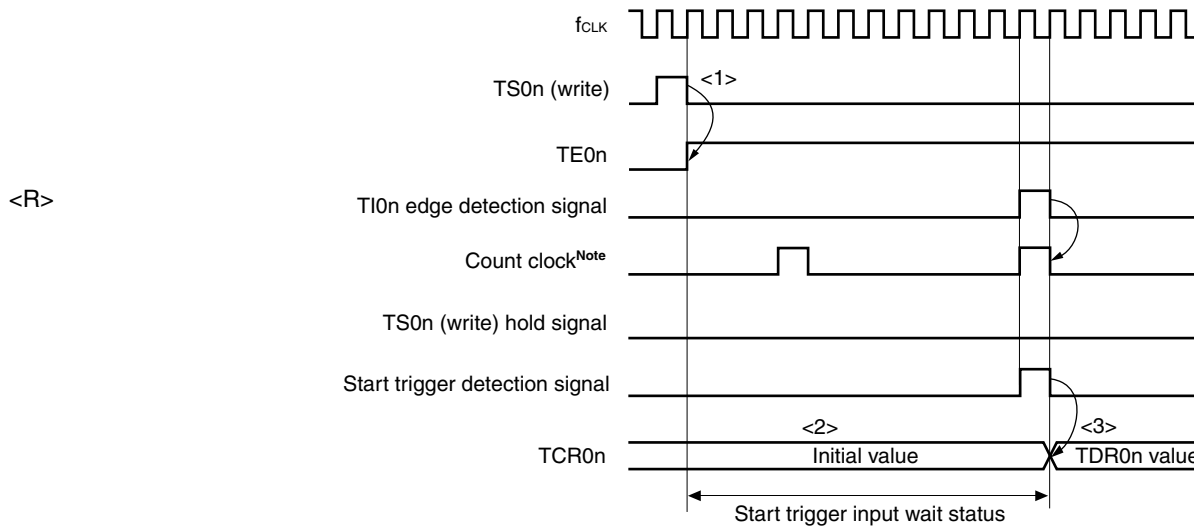 fCLK
TS0n (write)
<1>
TE0n
<R>
TI0n edge detection signal
Count clockNote
TS0n (write) hold signal
Start trigger detection signal
<2>
<3>
TCR0n
Initial value
TDR0n value
Start trigger input wait status